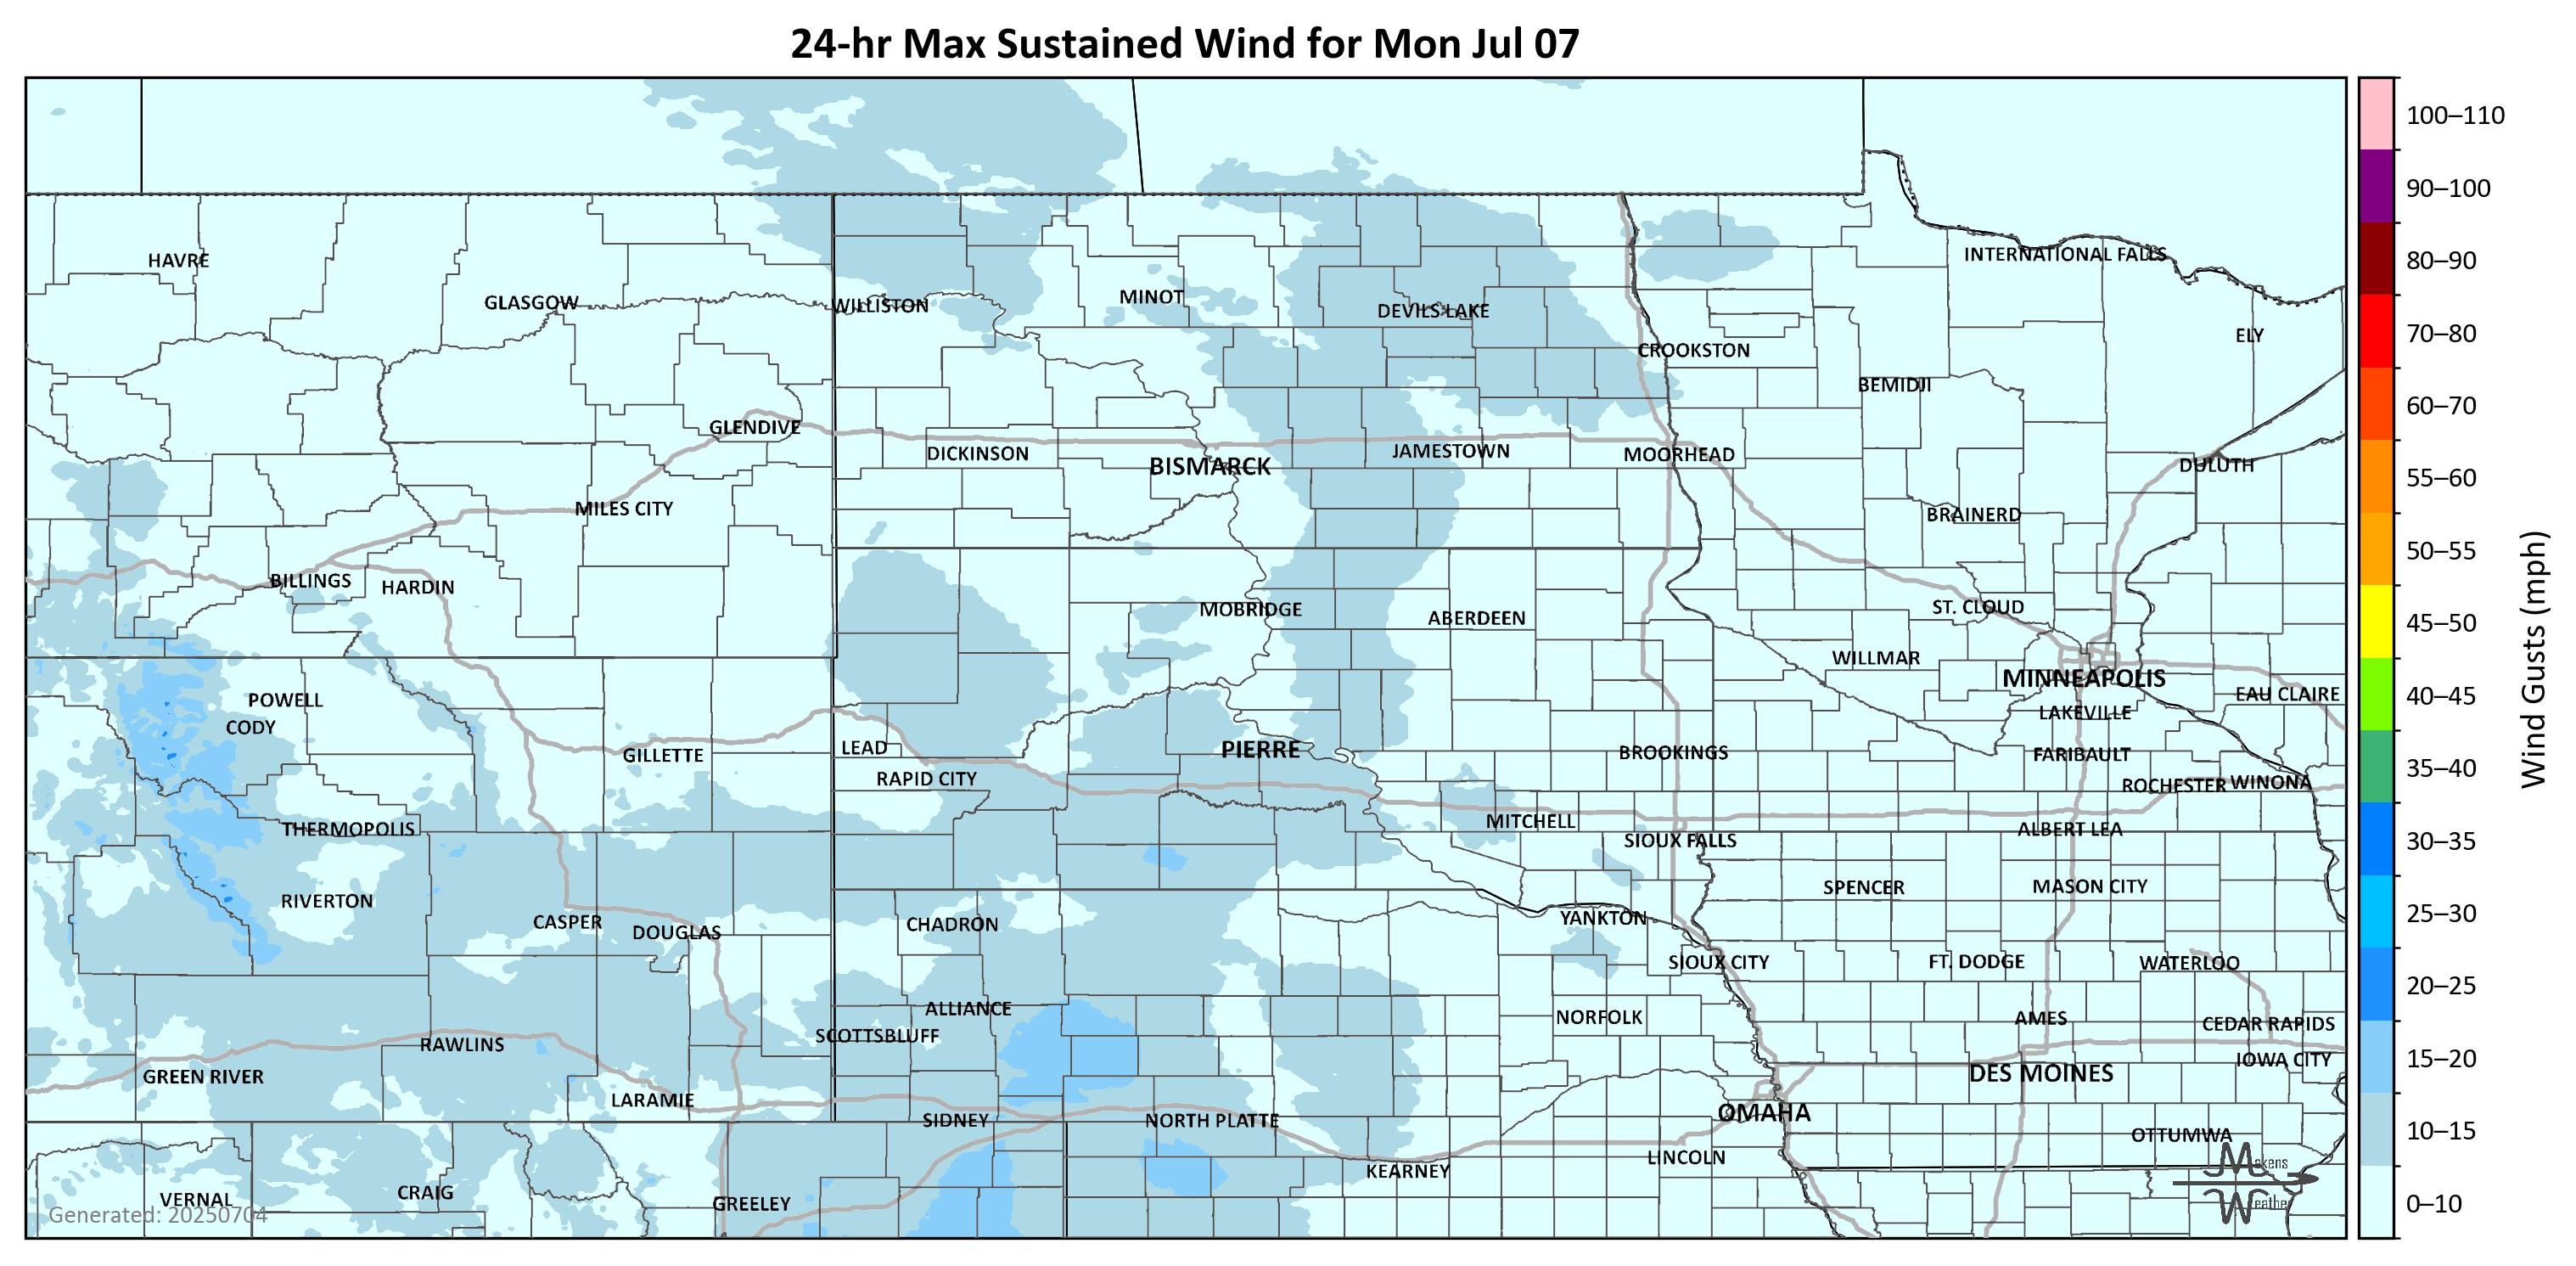 24-hr Max Sustained Wind for Mon Jul 07
100–110
90–100
80–90
70–80
60–70
55–60
50–55
45–50
40–45
35–40
30–35
25–30
20–25
15–20
10–15
0–10
Wind Gusts (mph)
HAVRE
GLASGOW
WILLISTON
MINOT
DEVILS LAKE
INTERNATIONAL FALLS
CROOKSTON
ELY
BEMIDJI
GLENDIVE
DICKINSON
BISMARCK
JAMESTOWN
MOORHEAD
DULUTH
MILES CITY
BRAINERD
BILLINGS
HARDIN
MOBRIDGE
ABERDEEN
ST. CLOUD
WILLMAR
MINNEAPOLIS
POWELL
EAU CLAIRE
CODY
LAKEVILLE
GILLETTE
LEAD
PIERRE
BROOKINGS
FARIBAULT
RAPID CITY
ROCHESTER
WINONA
THERMOPOLIS
MITCHELL
ALBERT LEA
SIOUX FALLS
RIVERTON
SPENCER
MASON CITY
CASPER
DOUGLAS
CHADRON
YANKTON
SIOUX CITY
FT. DODGE
WATERLOO
ALLIANCE
NORFOLK
AMES
CEDAR RAPIDS
SCOTTSBLUFF
RAWLINS
IOWA CITY
GREEN RIVER
DES MOINES
LARAMIE
SIDNEY
NORTH PLATTE
OMAHA
OTTUMWA
KEARNEY
LINCOLN
VERNAL
CRAIG
GREELEY
Makens
Weather
Generated: 20250704